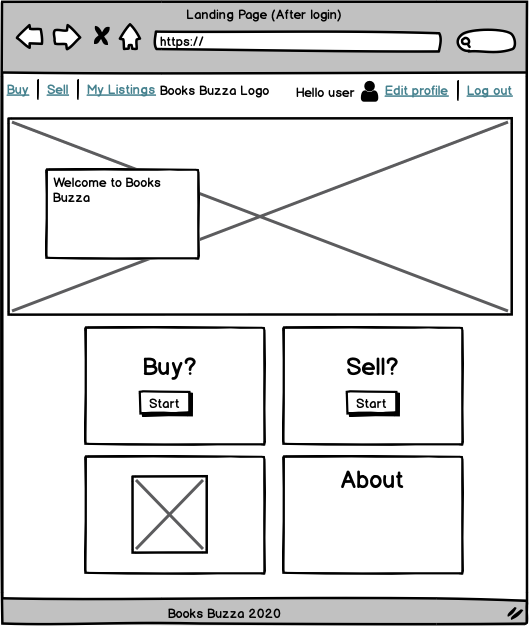 Landing Page (After login)
https://
Buy Sell My Listings Books Buzza Logo Hello user Edit profile Log out
Welcome to Books
Buzza
Buy? Sell?
Start Start
About
Books Buzza 2020